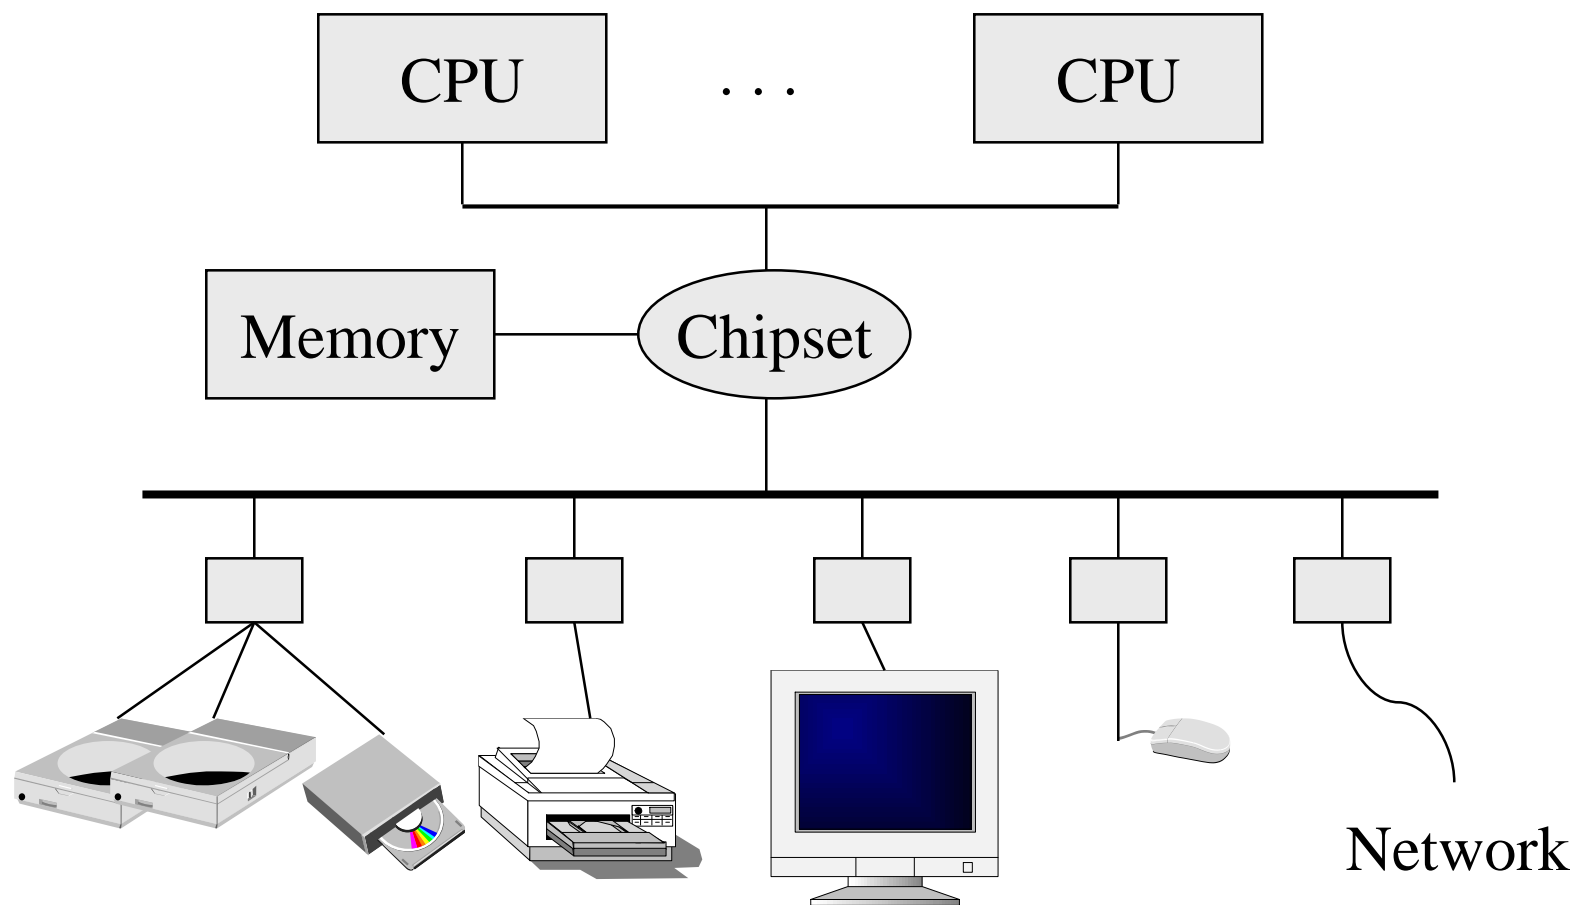 CPU . . . CPU
Memory Chipset
Network